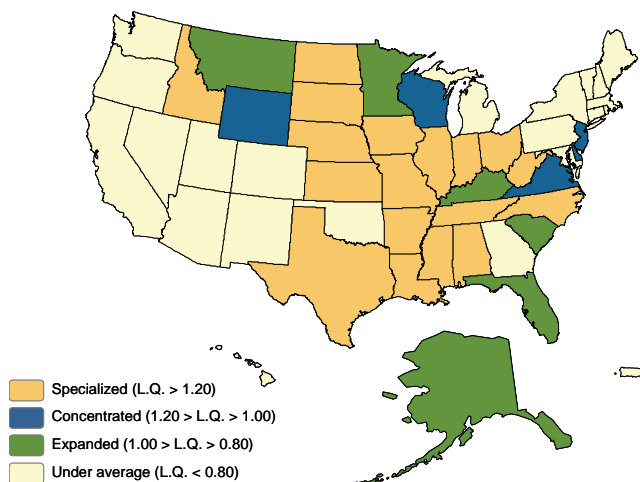 Specialized (L.Q. > 1.20)
Concentrated (1.20 > L.Q. > 1.00)
Expanded (1.00 > L.Q. > 0.80)
Under average (L.Q. < 0.80)